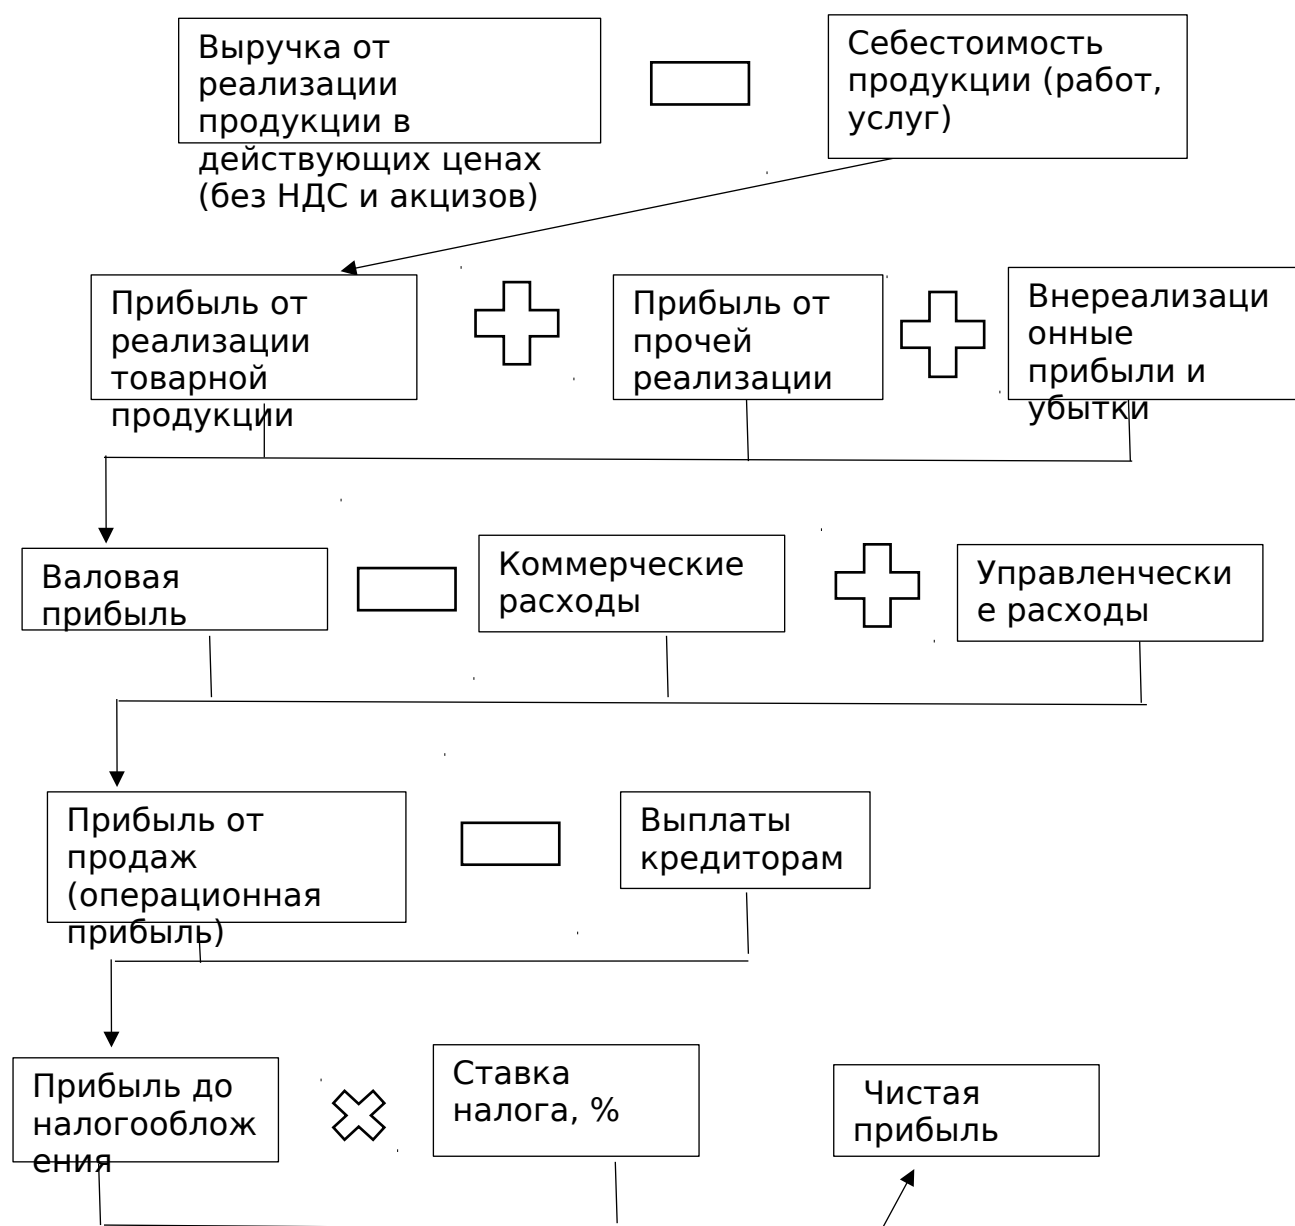 Выручка от
реализации
продукции в
действующих ценах
(без НДС и акцизов)
Себестоимость
продукции (работ,
услуг)
Прибыль от
реализации
товарной
продукции
Прибыль от
прочей
реализации
Внереализаци
онные
прибыли и
убытки
Валовая
прибыль
Коммерческие
расходы
Управленчески
е расходы
Прибыль от
продаж
(операционная
прибыль)
Выплаты
кредиторам
Прибыль до
налогооблож
ения
Ставка
налога, %
Чистая
прибыль